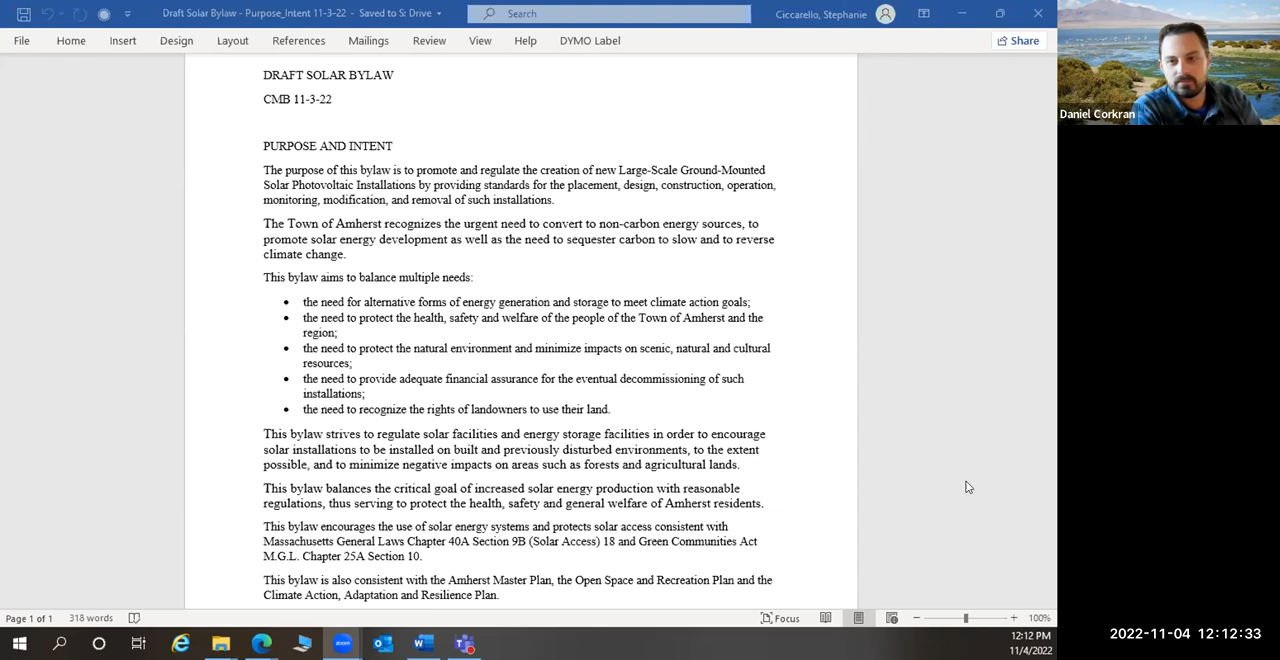 Draft Solar Bylaw - Purpose_Intent 11-3-22 - Saved to S: Drive
Search
Ciccarello, Stephanie
File Home Insert Design Layout References Mailings Review View Help DYMO Label Share
DRAFT SOLAR BYLAW
CMB 11-3-22
PURPOSE AND INTENT
The purpose of this bylaw is to promote and regulate the creation of new Large-Scale Ground-Mounted
Solar Photovoltaic Installations by providing standards for the placement, design, construction, operation,
monitoring, modification, and removal of such installations.
The Town of Amherst recognizes the urgent need to convert to non-carbon energy sources, to
promote solar energy development as well as the need to sequester carbon to slow and to reverse
climate change.
This bylaw aims to balance multiple needs:
• the need for alternative forms of energy generation and storage to meet climate action goals;
• the need to protect the health, safety and welfare of the people of the Town of Amherst and the
region;
• the need to protect the natural environment and minimize impacts on scenic, natural and cultural
resources;
• the need to provide adequate financial assurance for the eventual decommissioning of such
installations;
• the need to recognize the rights of landowners to use their land.
This bylaw strives to regulate solar facilities and energy storage facilities in order to encourage
solar installations to be installed on built and previously disturbed environments, to the extent
possible, and to minimize negative impacts on areas such as forests and agricultural lands.
This bylaw balances the critical goal of increased solar energy production with reasonable
regulations, thus serving to protect the health, safety and general welfare of Amherst residents.
This bylaw encourages the use of solar energy systems and protects solar access consistent with
Massachusetts General Laws Chapter 40A Section 9B (Solar Access) 18 and Green Communities Act
M.G.L. Chapter 25A Section 10.
This bylaw is also consistent with the Amherst Master Plan, the Open Space and Recreation Plan and the
Climate Action, Adaptation and Resilience Plan.
Page 1 of 1 318 words Focus 100%
zoom
12:12 PM
11/4/2022
Daniel Corkran
2022-11-04 12:12:33